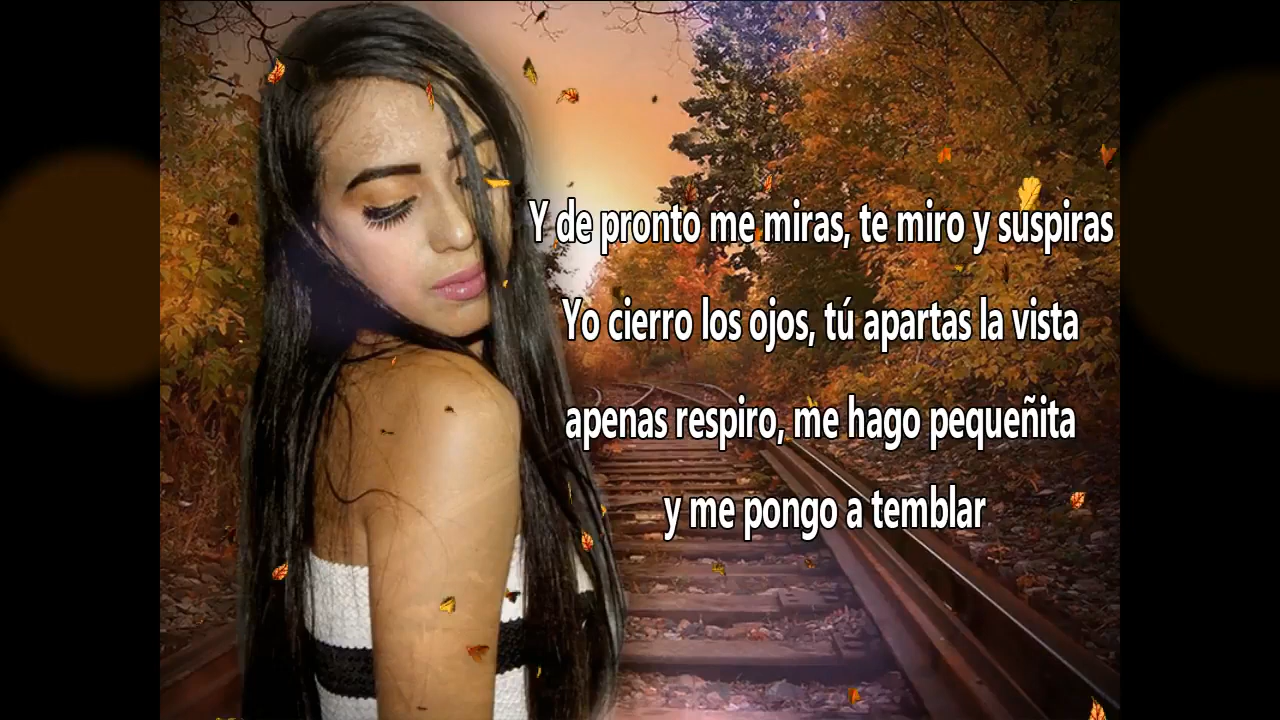 Y de pronto me miras, te miro y suspiras
Yo cierro los ojos, tú apartas la vista
apenas respiro, me hago pequeñita
y me pongo a temblar